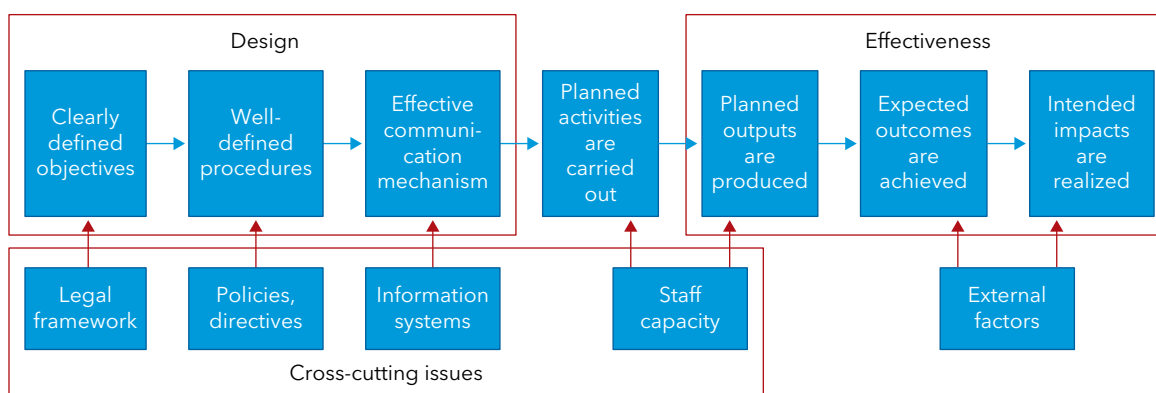 Design
Effectiveness
Clearly
defined
objectives
Well-
defined
procedures
Effective
communi-
cation
mechanism
Planned
activities
are
carried
out
Planned
outputs
are
produced
Expected
outcomes
are
achieved
Intended
impacts
are
realized
Legal
framework
Policies,
directives
Information
systems
Staff
capacity
External
factors
Cross-cutting issues